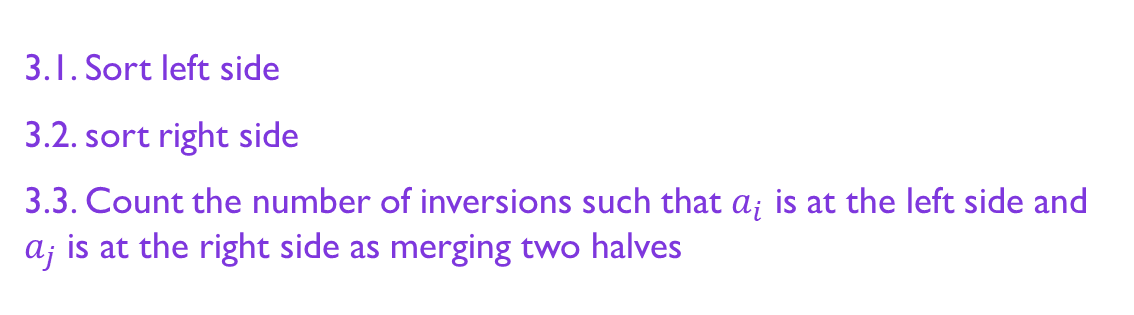 3.1. Sort left side
3.2. sort right side
3.3. Count the number of inversions such that aᵢ is at the left side and
aⱼ is at the right side as merging two halves